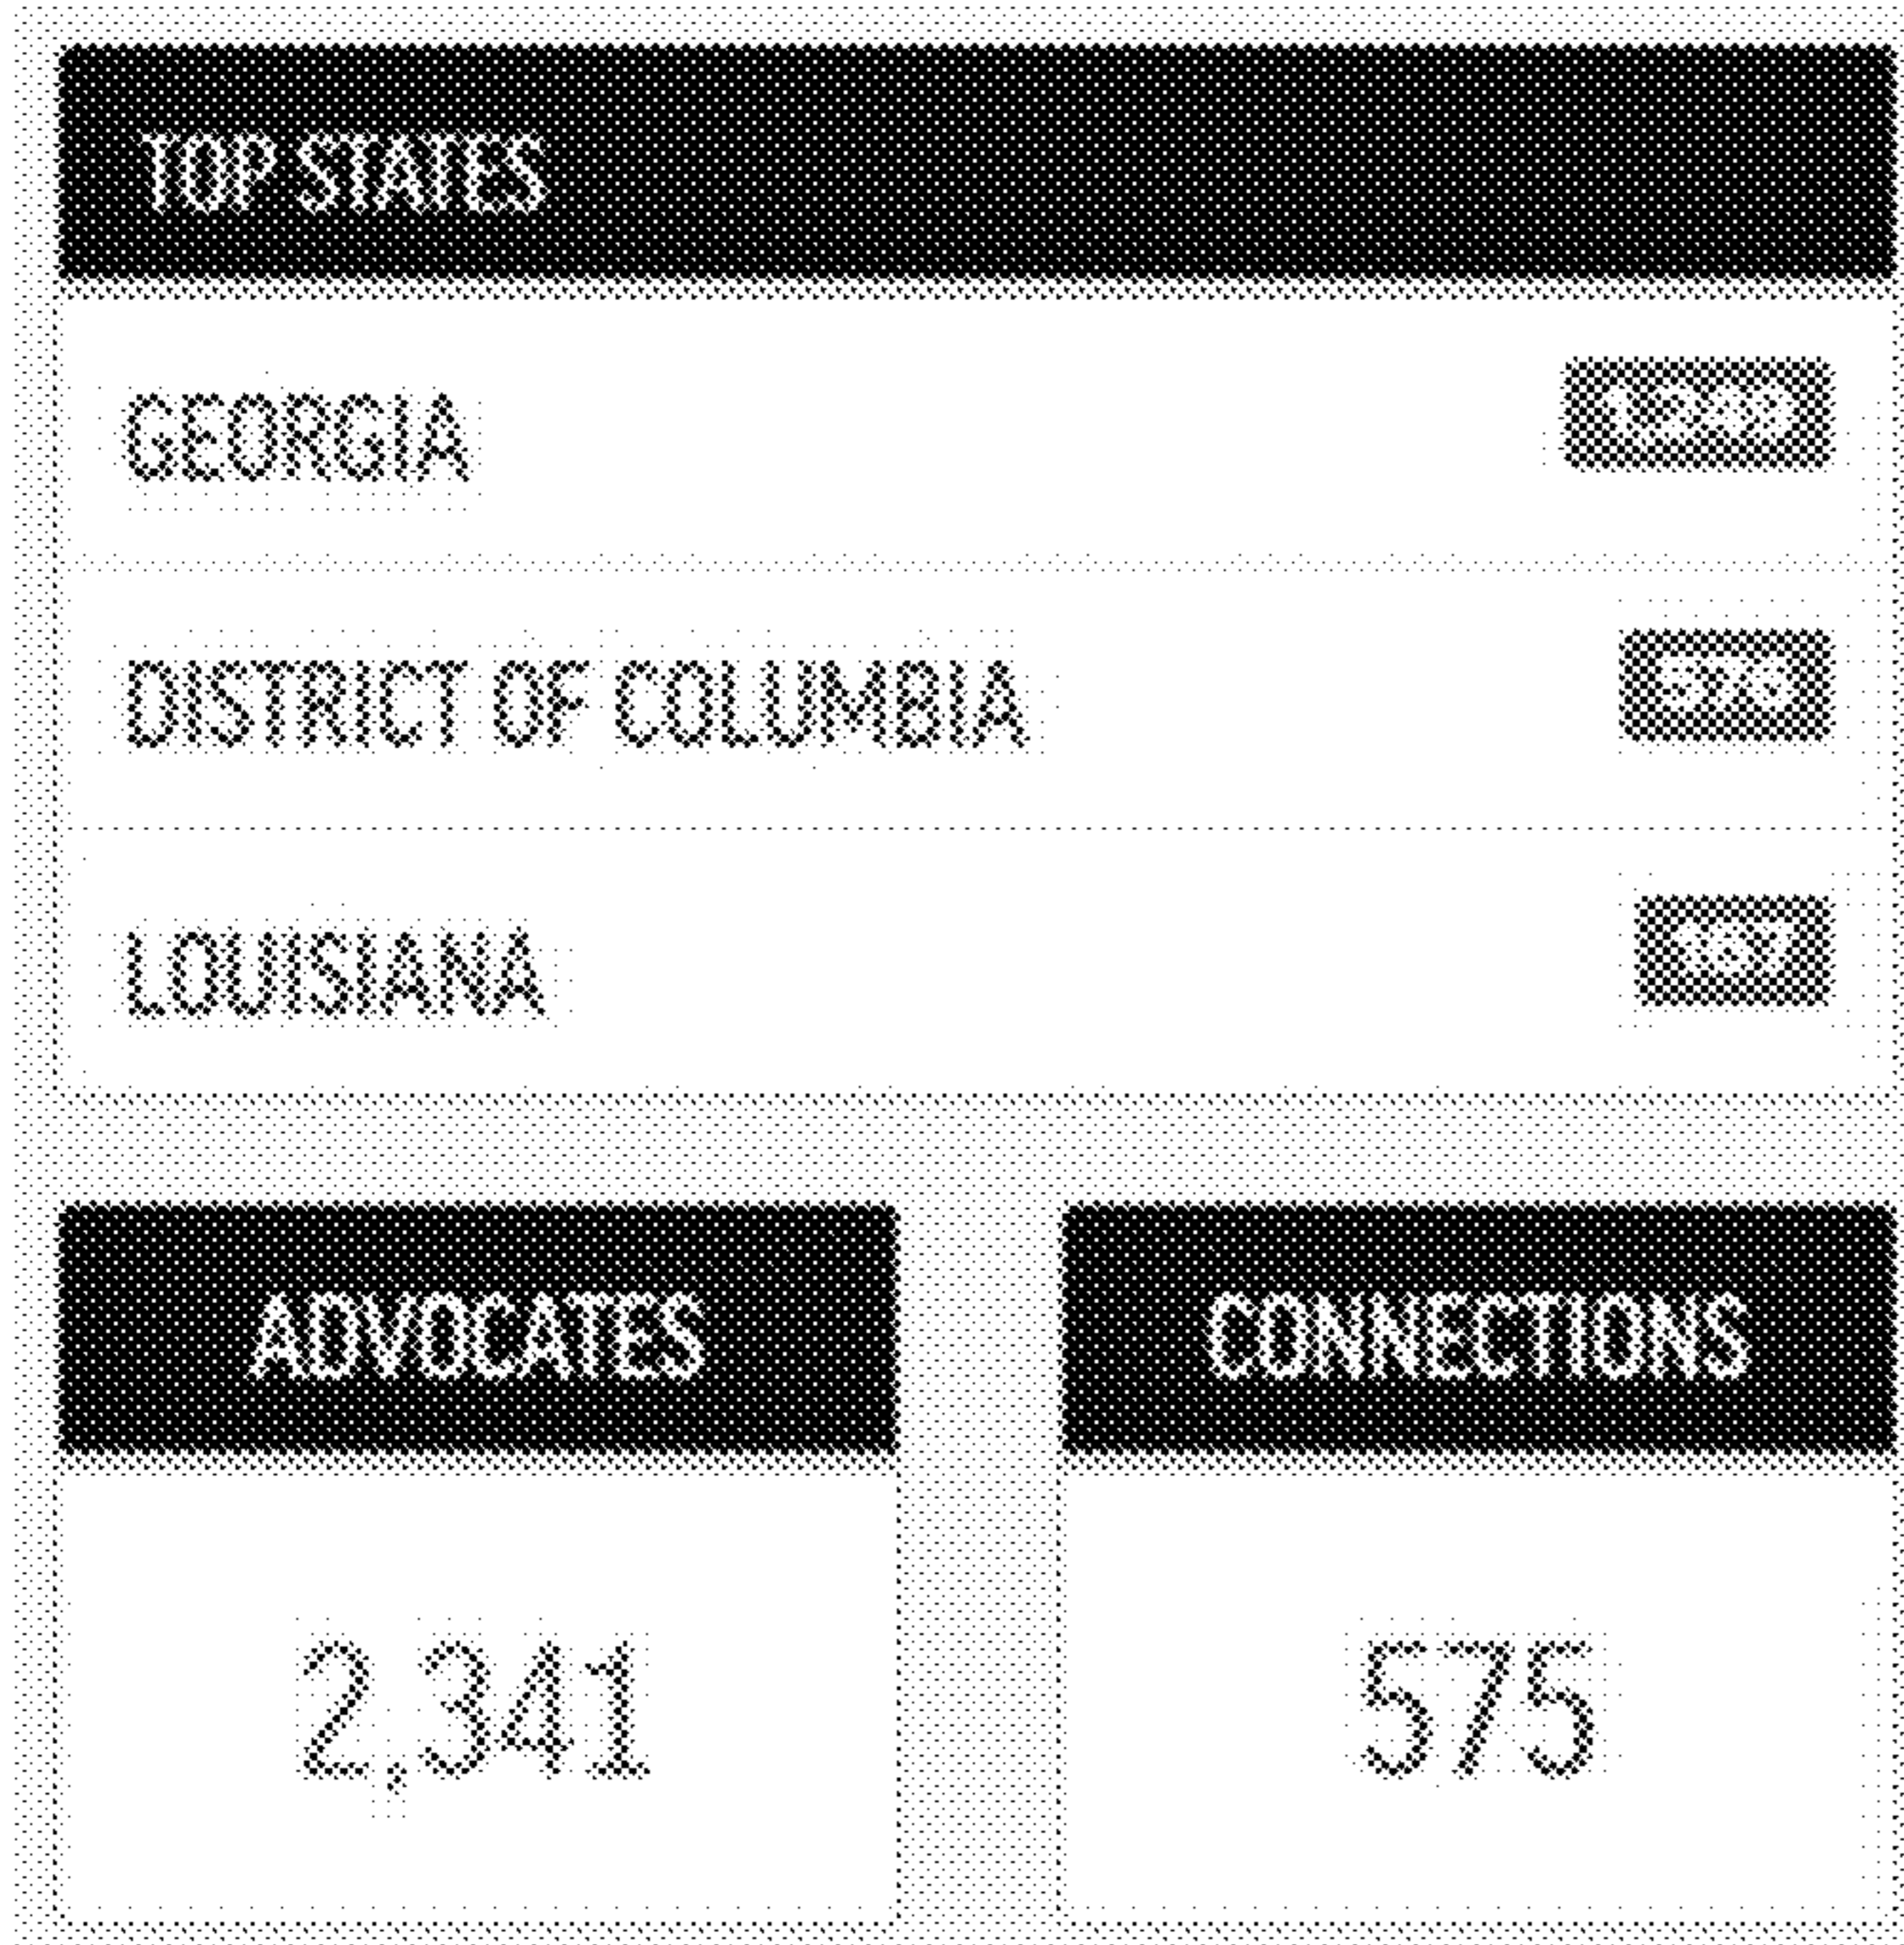 TOP STATES
GEORGIA
DISTRICT OF COLUMBIA
LOUISIANA
ADVOCATES CONNECTIONS
2,341 575